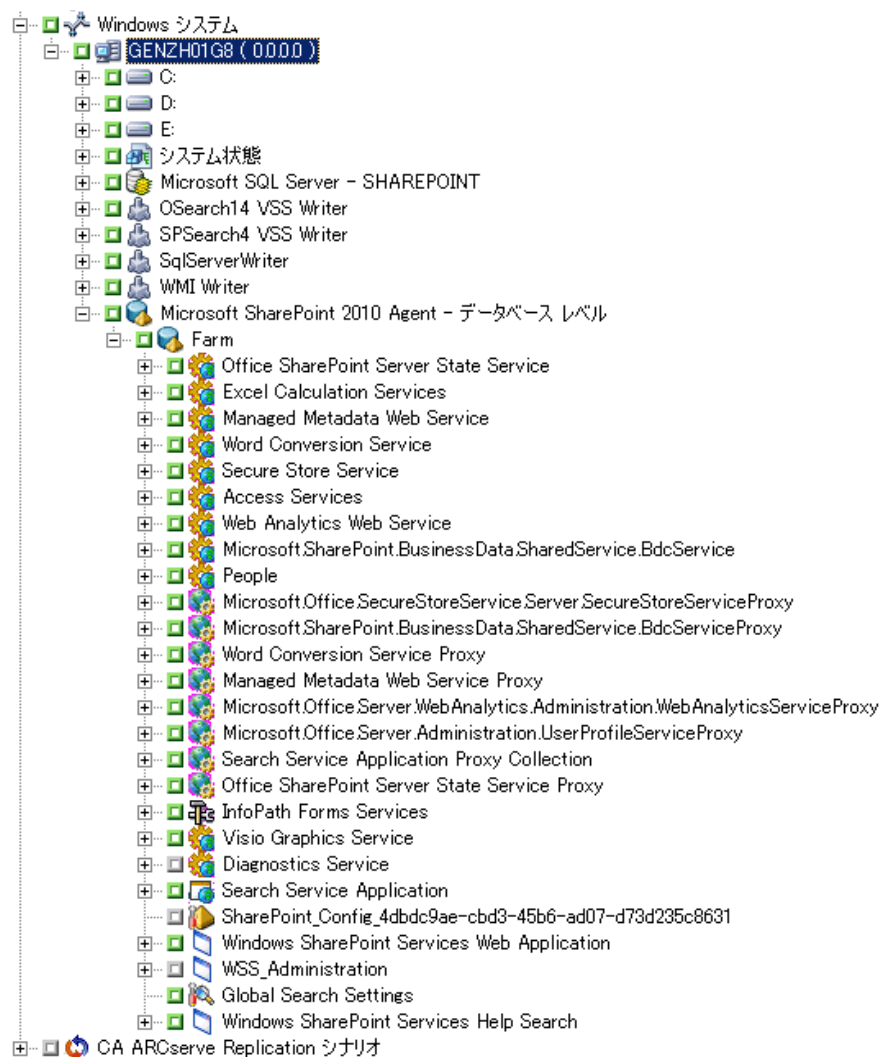 Windows システム
GENZH01G8 ( 0.0.0.0 )
C:
D:
E:
システム状態
Microsoft SQL Server - SHAREPOINT
OSearch14 VSS Writer
SPSearch4 VSS Writer
SqlServerWriter
WMI Writer
Microsoft SharePoint 2010 Agent - データベース レベル
Farm
Office SharePoint Server State Service
Excel Calculation Services
Managed Metadata Web Service
Word Conversion Service
Secure Store Service
Access Services
Web Analytics Web Service
Microsoft.SharePoint.BusinessData.SharedService.BdcService
People
Microsoft.Office.SecureStoreService.Server.SecureStoreServiceProxy
Microsoft.SharePoint.BusinessData.SharedService.BdcServiceProxy
Word Conversion Service Proxy
Managed Metadata Web Service Proxy
Microsoft.Office.Server.WebAnalytics.Administration.WebAnalyticsServiceProxy
Microsoft.Office.Server.Administration.UserProfileServiceProxy
Search Service Application Proxy Collection
Office SharePoint Server State Service Proxy
InfoPath Forms Services
Visio Graphics Service
Diagnostics Service
Search Service Application
SharePoint_Config_4dbdc9ae-cbd3-45b6-ad07-d73d235c8631
Windows SharePoint Services Web Application
WSS_Administration
Global Search Settings
Windows SharePoint Services Help Search
CA ARCserve Replication シナリオ